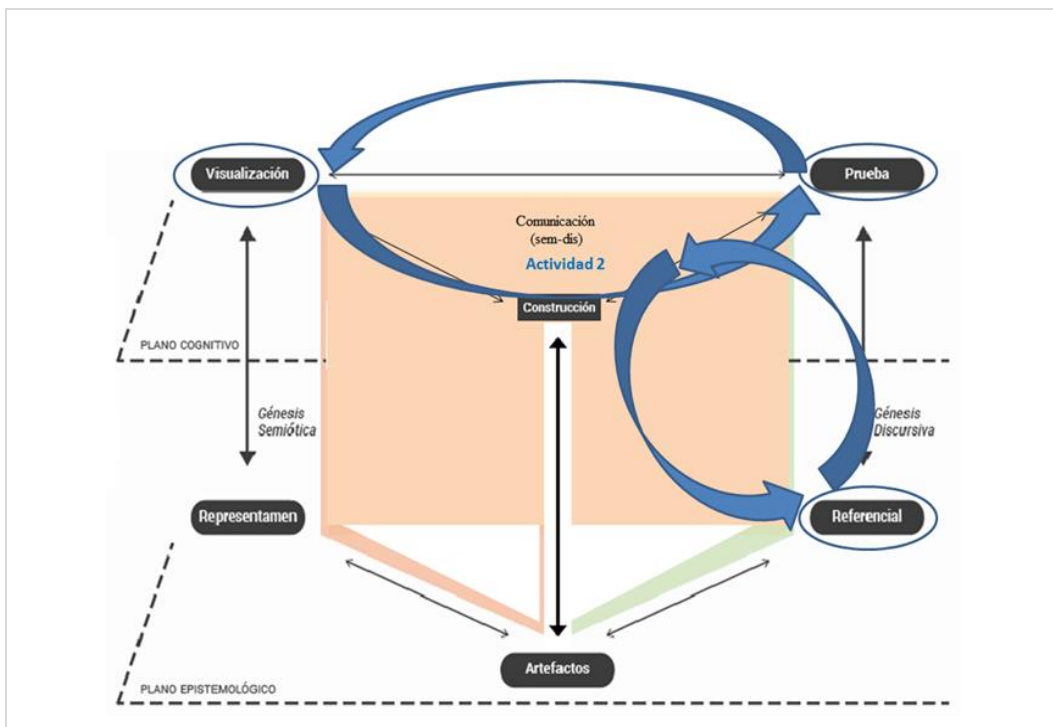 Visualización
Prueba
Comunicación
(sem-dis)
Actividad 2
Construcción
PLANO COGNITIVO
Génesis
Semiótica
Génesis
Discursiva
Representamen
Referencial
Artefactos
PLANO EPISTEMOLÓGICO